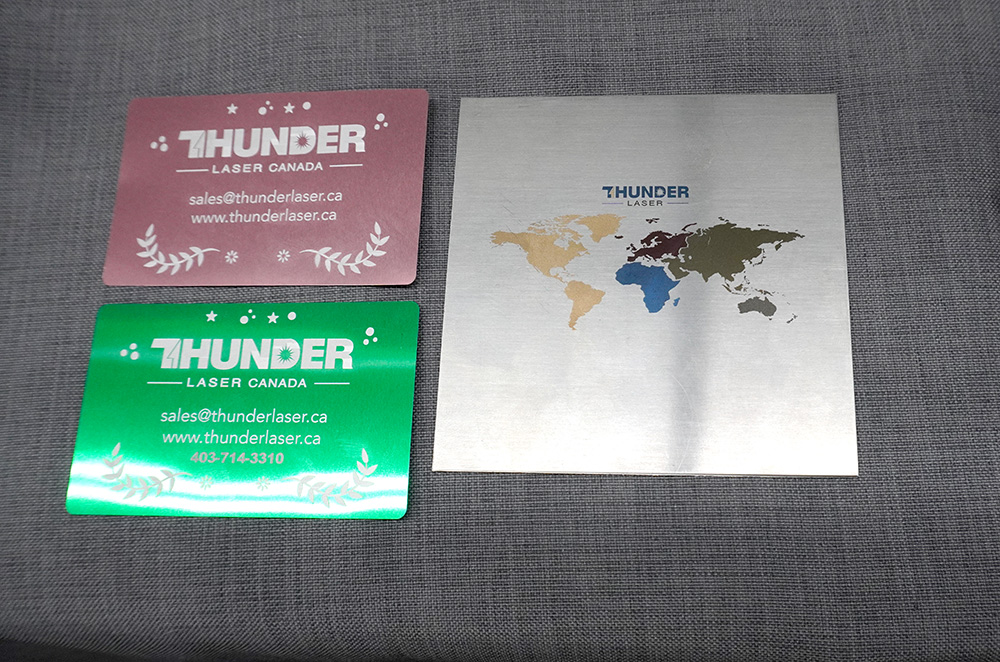 THUNDER
LASER CANADA
sales@thunderlaser.ca
www.thunderlaser.ca
THUNDER
LASER CANADA
sales@thunderlaser.ca
www.thunderlaser.ca
403-714-3310
THUNDER
LASER